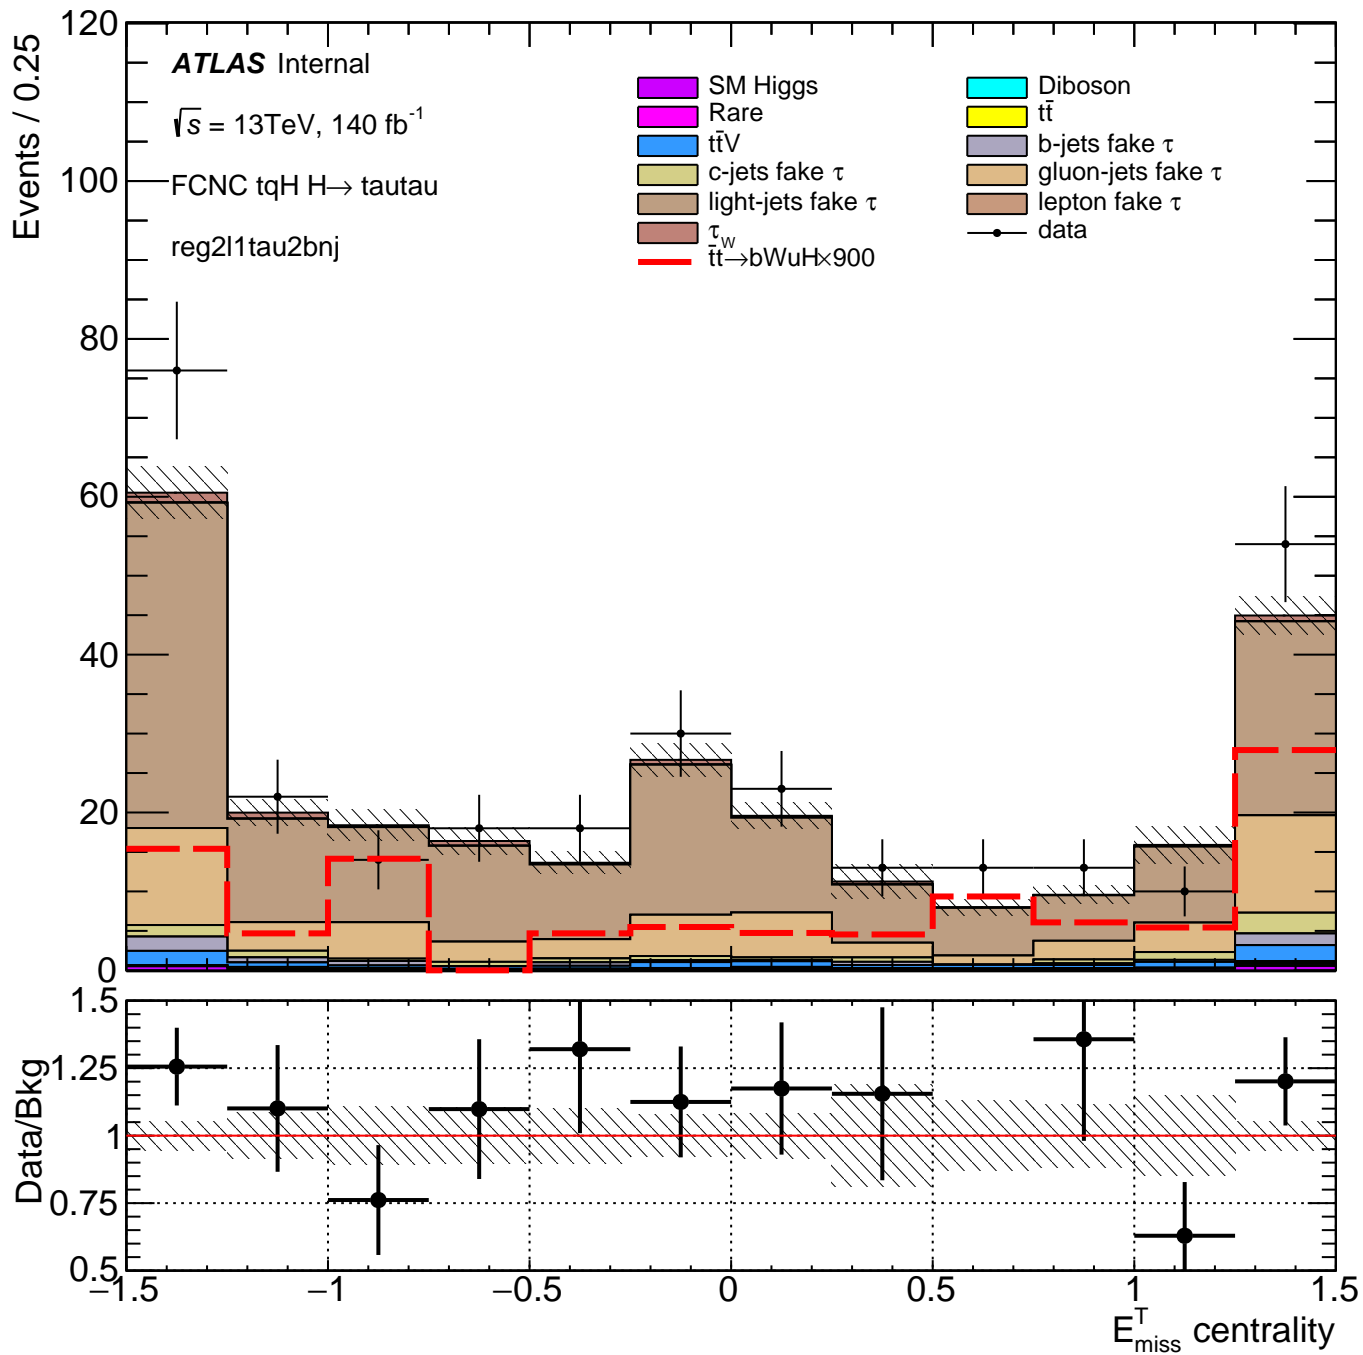 Events / 0.25
120
100
80
60
40
20
0
ATLAS Internal
√s = 13TeV, 140 fb⁻¹
FCNC tqH H→ tautau
reg2l1tau2bnj
SM Higgs
Rare
tt̄V
c-jets fake τ
light-jets fake τ
τ_W
t̄t→bWuH×900
Diboson
tt̄
b-jets fake τ
gluon-jets fake τ
lepton fake τ
data
Data/Bkg
1.5
1.25
1
0.75
0.5
−1.5 −1 −0.5 0 0.5 1 1.5
E^T_miss centrality